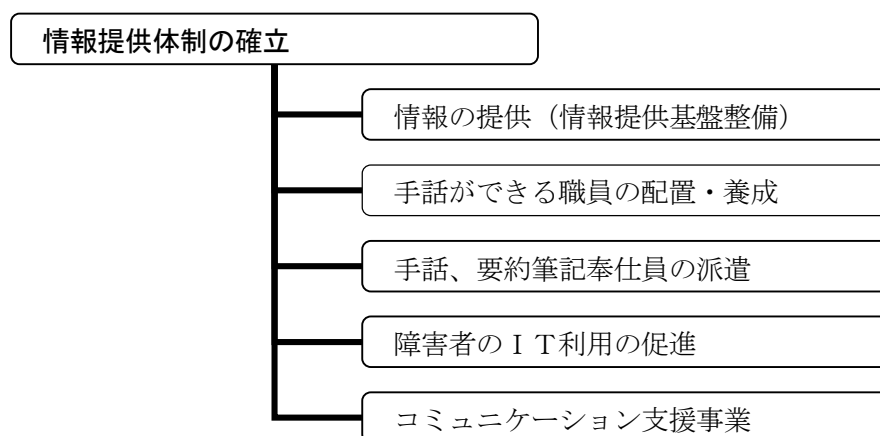 情報提供体制の確立
情報の提供（情報提供基盤整備）
手話ができる職員の配置・養成
手話、要約筆記奉仕員の派遣
障害者のＩＴ利用の促進
コミュニケーション支援事業